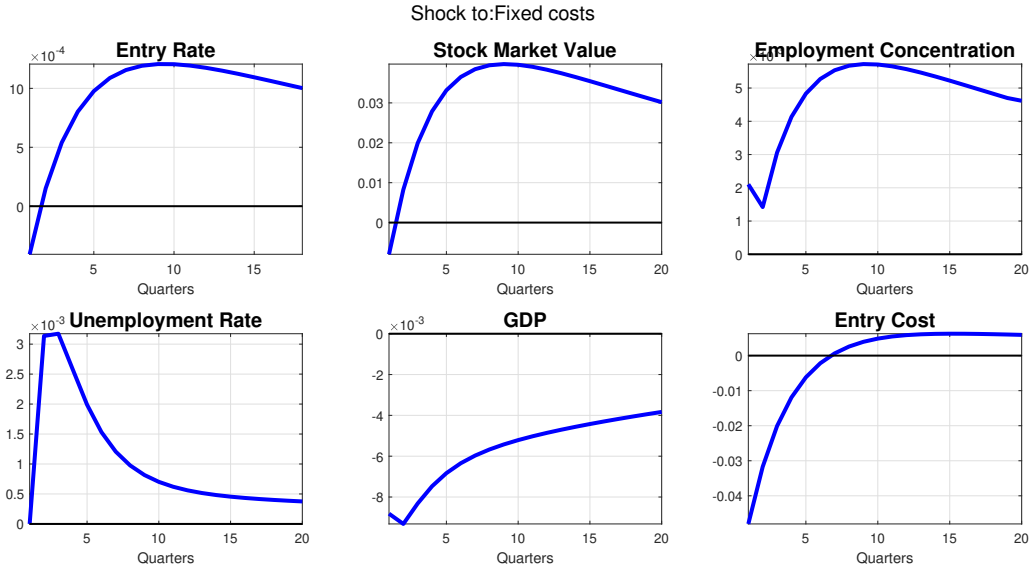 Shock to:Fixed costs
Entry Rate
×10⁻⁴
10
5
0
5 10 15
Quarters
Stock Market Value
0.03
0.02
0.01
0
5 10 15 20
Quarters
Employment Concentration
5
4
3
2
1
0
5 10 15 20
Quarters
Unemployment Rate
×10⁻³
3
2.5
2
1.5
1
0.5
0
5 10 15 20
Quarters
GDP
×10⁻³
0
-2
-4
-6
-8
5 10 15 20
Quarters
Entry Cost
0
-0.01
-0.02
-0.03
-0.04
5 10 15 20
Quarters